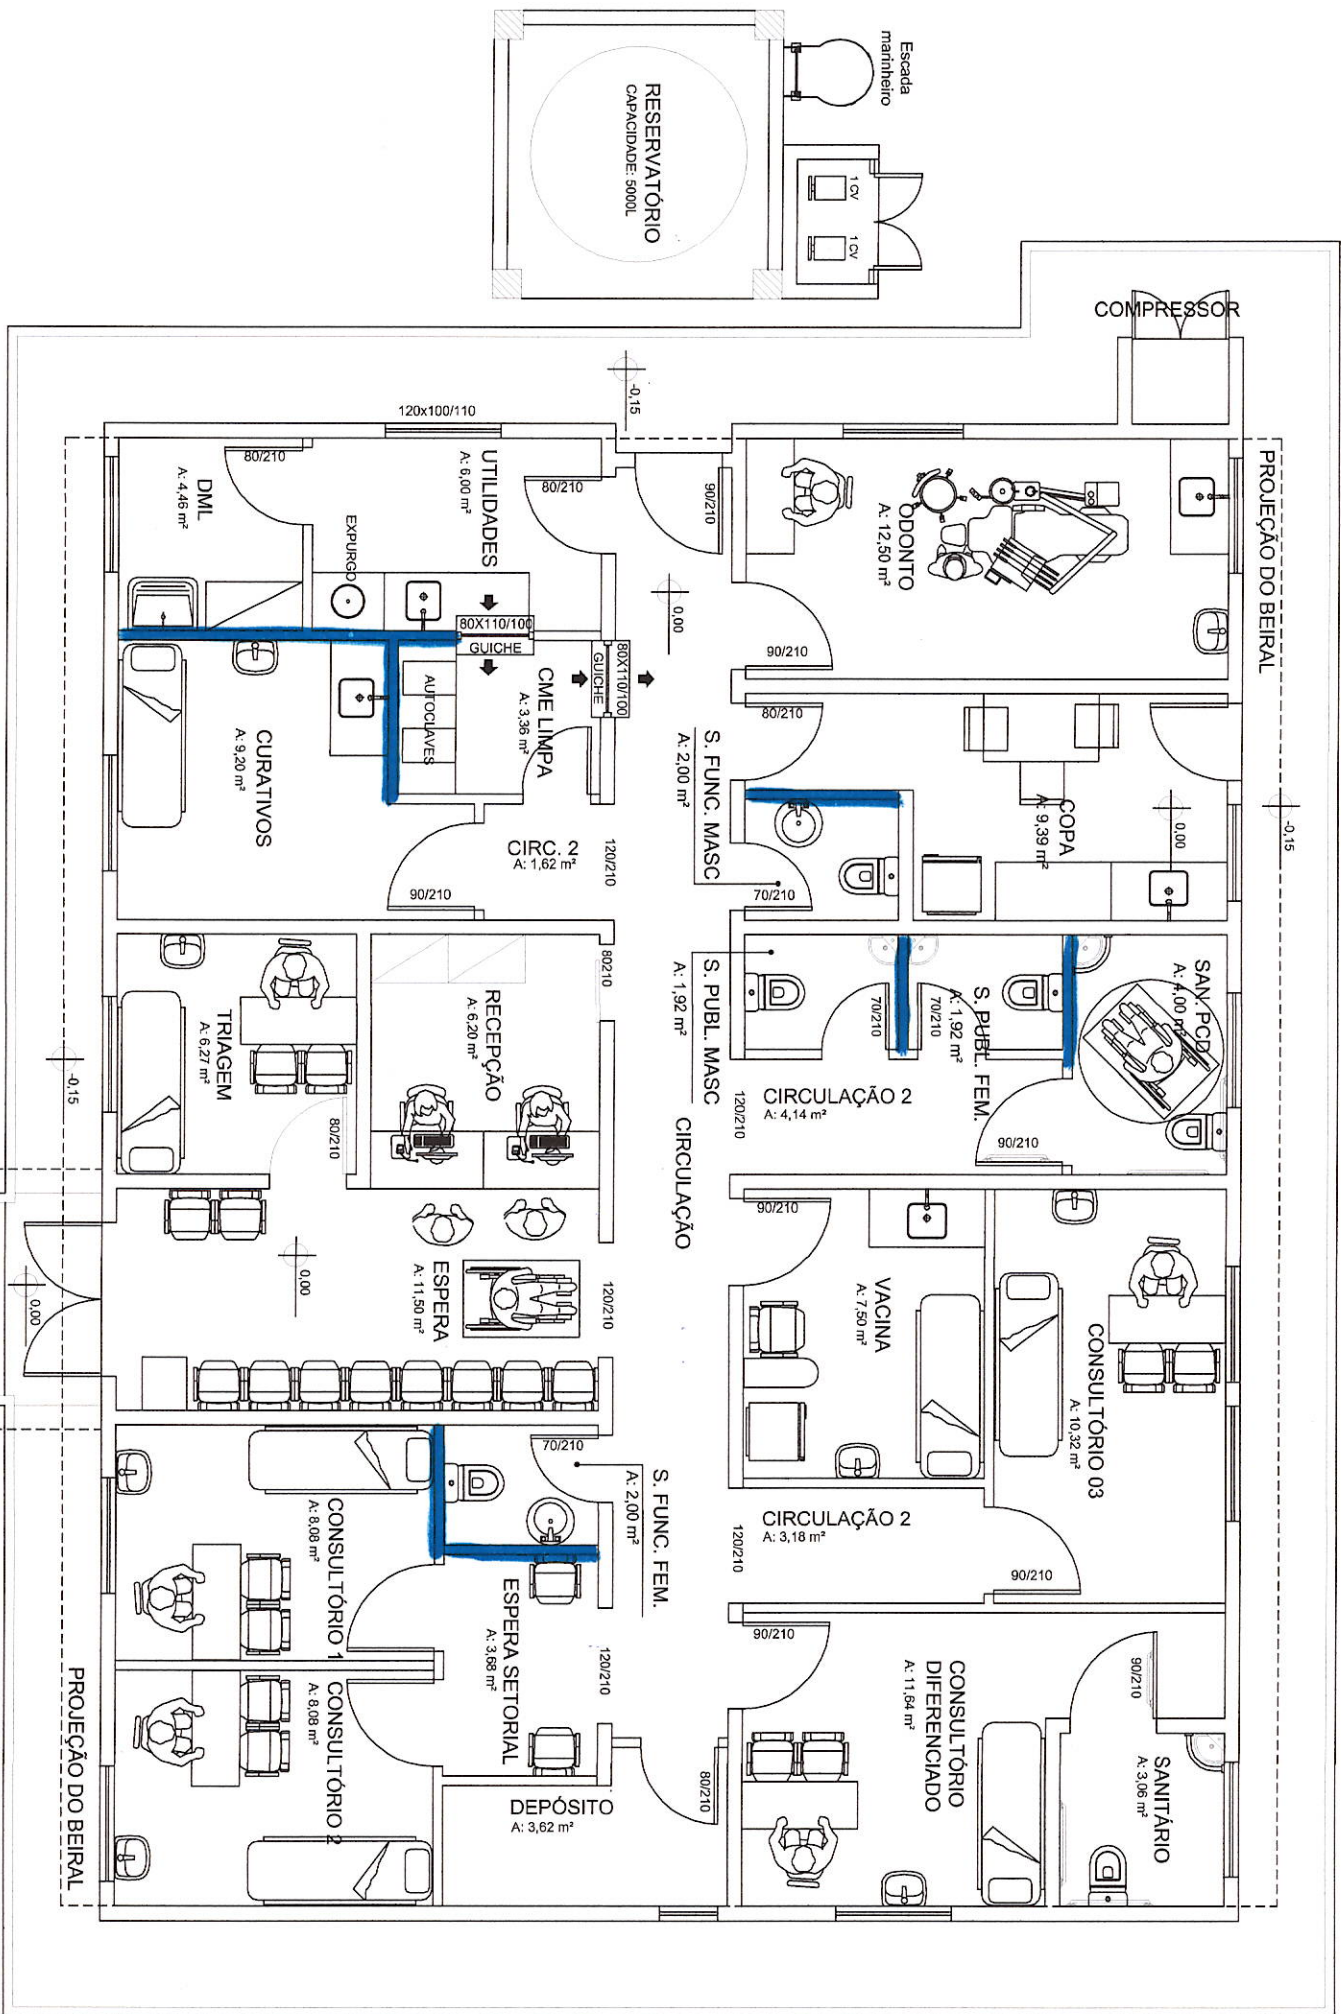 Escada
marinheiro
RESERVATÓRIO
CAPACIDADE: 5000L
1 CV
1 CV
COMPRESSOR
PROJEÇÃO DO BEIRAL
-0,15
120x100/110
-0,15
DML
A: 4,46 m²
80/210
UTILIDADES
A: 6,00 m²
80/210
EXPURGO
90/210
0,00
ODONTO
A: 12,50 m²
90/210
80X110/100
GUICHE
80X110/100
GUICHE
CME LIMPA
A: 3,36 m²
AUTOCLAVES
CURATIVOS
A: 9,20 m²
90/210
CIRC. 2
A: 1,62 m²
120/210
S. FUNC. MASC
A: 2,00 m²
80/210
70/210
COPA
A: 9,39 m²
0,00
TRIAGEM
A: 6,27 m²
80/210
RECEPÇÃO
A: 6,20 m²
80210
S. PUBL. MASC
A: 1,92 m²
70/210
70/210
S. PUBL. FEM.
A: 1,92 m²
SAN. PCD
A: 4,00 m²
90/210
CIRCULAÇÃO 2
A: 4,14 m²
120/210
CIRCULAÇÃO
-0,15
0,00
0,00
ESPERA
A: 11,50 m²
120/210
90/210
VACINA
A: 7,50 m²
CONSULTÓRIO 03
A: 10,32 m²
CIRCULAÇÃO 2
A: 3,18 m²
120/210
90/210
70/210
S. FUNC. FEM.
A: 2,00 m²
CONSULTÓRIO 1
A: 8,08 m²
CONSULTÓRIO 2
A: 8,08 m²
ESPERA SETORIAL
A: 3,68 m²
120/210
DEPÓSITO
A: 3,62 m²
80/210
90/210
CONSULTÓRIO
DIFERENCIADO
A: 11,64 m²
90/210
SANITÁRIO
A: 3,06 m²
PROJEÇÃO DO BEIRAL